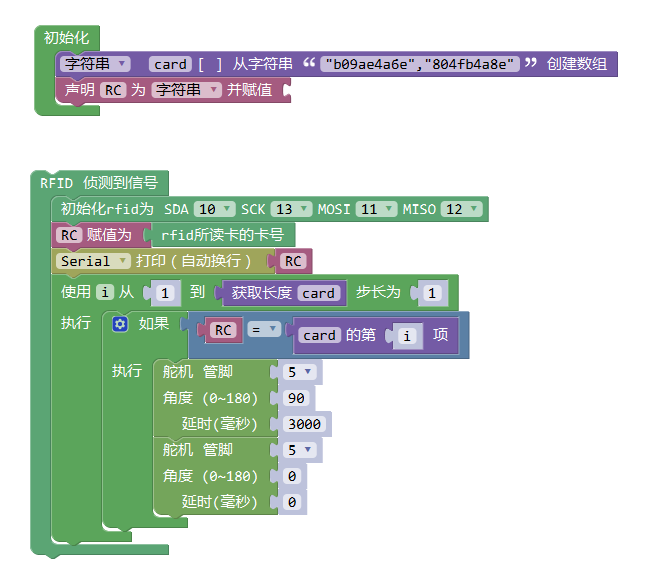 初始化
字符串 card [ ] 从字符串 “ "b09ae4a6e","804fb4a8e" ” 创建数组
声明 RC 为 字符串 并赋值
RFID 侦测到信号
初始化rfid为 SDA 10 SCK 13 MOSI 11 MISO 12
RC 赋值为 rfid所读卡的卡号
Serial 打印（自动换行） RC
使用 i 从 1 到 获取长度 card 步长为 1
执行 如果 RC = card 的第 i 项
执行 舵机 管脚 5
角度 (0~180) 90
延时(毫秒) 3000
舵机 管脚 5
角度 (0~180) 0
延时(毫秒) 0